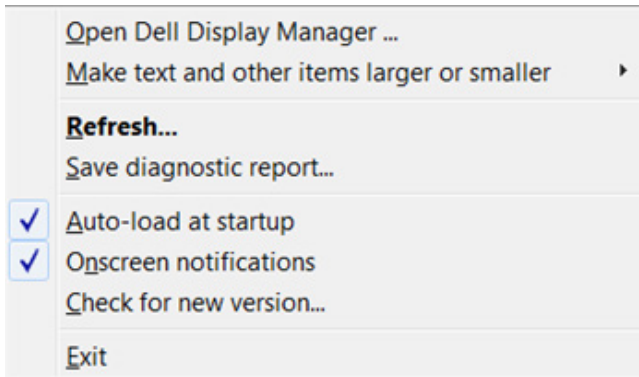 Open Dell Display Manager ...
Make text and other items larger or smaller
Refresh...
Save diagnostic report...
Auto-load at startup
Onscreen notifications
Check for new version...
Exit